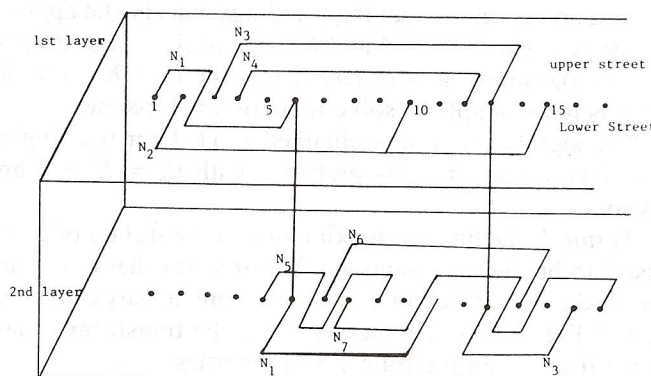 1st layer
N1
N3
N4
upper street
1
5
10
15
Lower Street
N2
N6
N5
2nd layer
N7
N1
N3